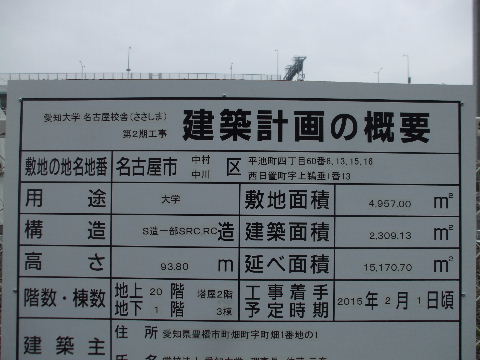 愛知大学 名古屋校舎(ささしま)
第2期工事
建築計画の概要
敷地の地名地番 名古屋市 中村 中川 区 平池町四丁目60番8,13,15,16
西日置町字上鵜垂1番13
用途 大学 敷地面積 4,957.00 m²
構造 S造一部SRC,RC造 建築面積 2,309.13 m²
高さ 93.80 m 延べ面積 15,170.70 m²
階数・棟数 地上 20 階 塔屋2階 工事着手 2015年2月1日頃
地下 1 階 3棟 予定時期
建築主 住所 愛知県豊橋市町畑町字町畑1番地の1